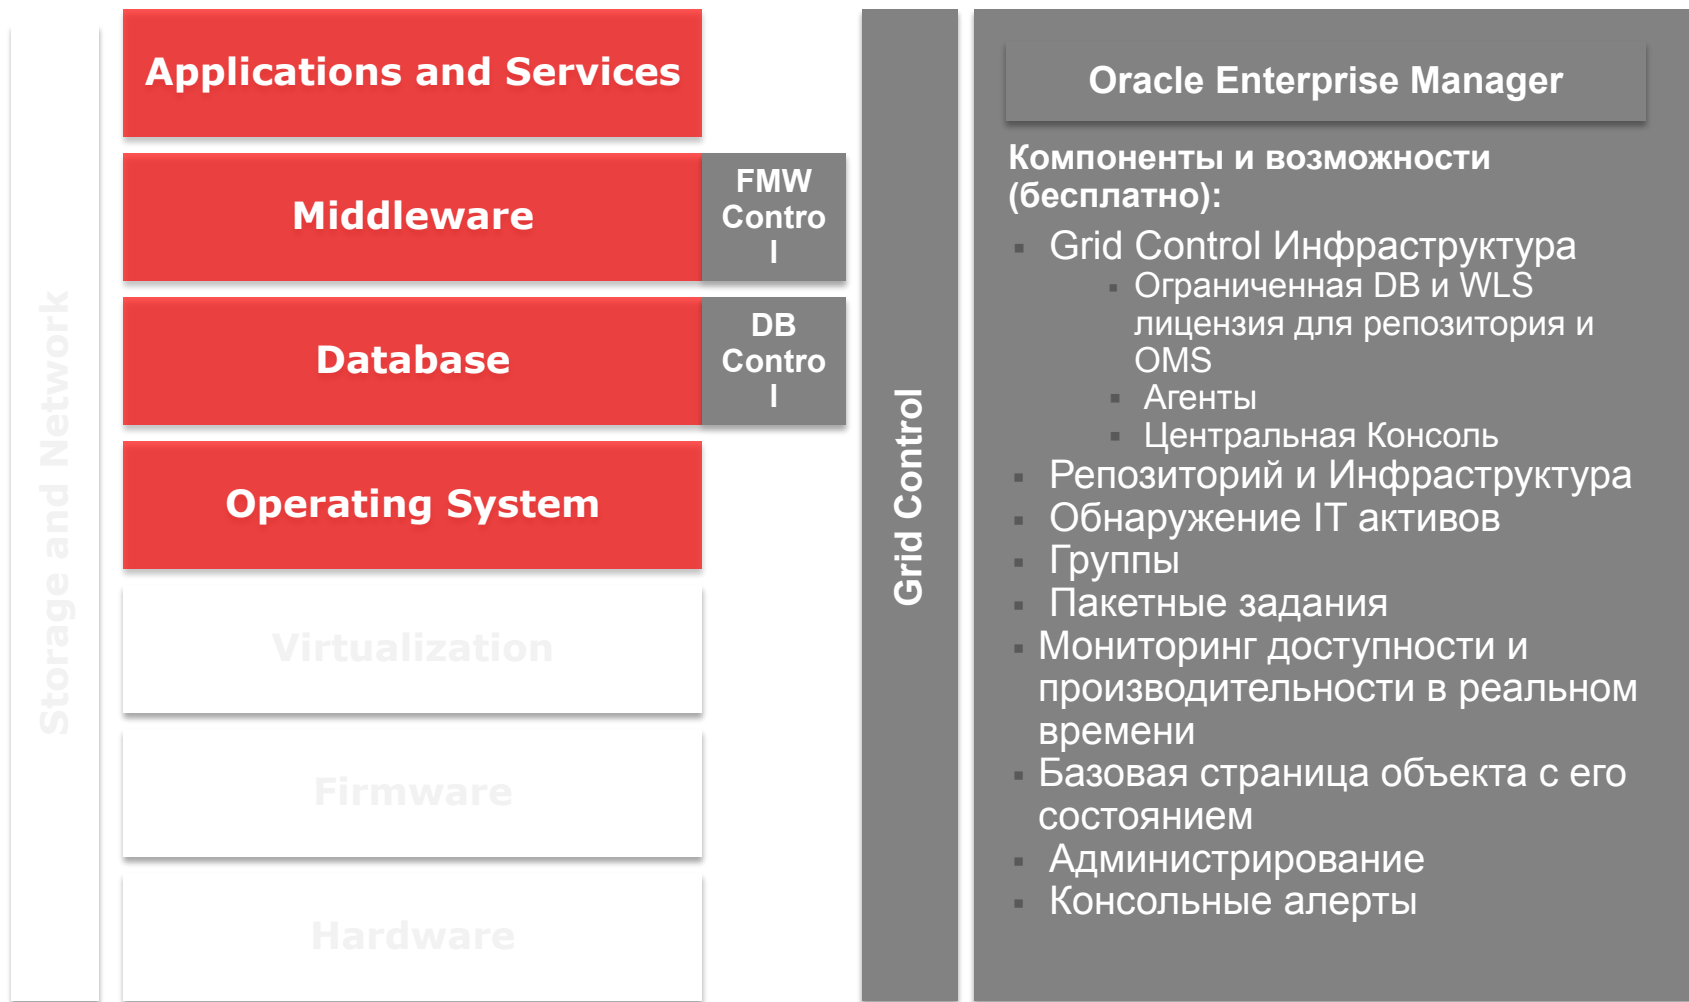 Storage and Network
Applications and Services
Middleware
FMW
Contro
l
Database
DB
Contro
l
Operating System
Virtualization
Firmware
Hardware
Grid Control
Oracle Enterprise Manager
Компоненты и возможности
(бесплатно):
Grid Control Инфраструктура
Ограниченная DB и WLS
лицензия для репозитория и
OMS
Агенты
Центральная Консоль
Репозиторий и Инфраструктура
Обнаружение IT активов
Группы
Пакетные задания
Мониторинг доступности и
производительности в реальном
времени
Базовая страница объекта с его
состоянием
Администрирование
Консольные алерты